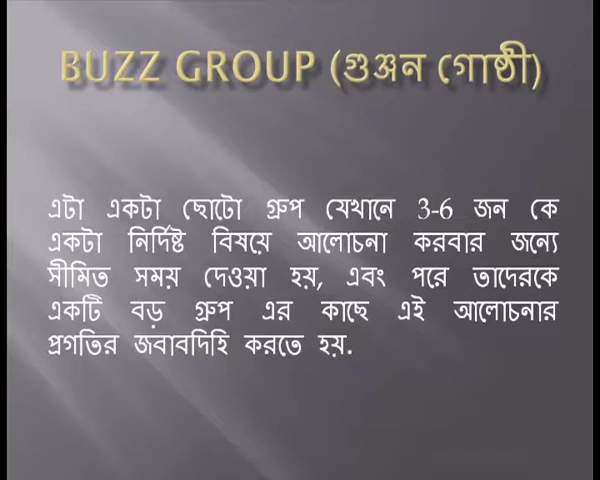 BUZZ GROUP (গুঞ্জন গোষ্ঠী)
এটা একটা ছোটো গ্রুপ যেখানে 3-6 জন কে
একটা নির্দিষ্ট বিষয়ে আলোচনা করবার জন্যে
সীমিত সময় দেওয়া হয়, এবং পরে তাদেরকে
একটি বড় গ্রুপ এর কাছে এই আলোচনার
প্রগতির জবাবদিহি করতে হয়.